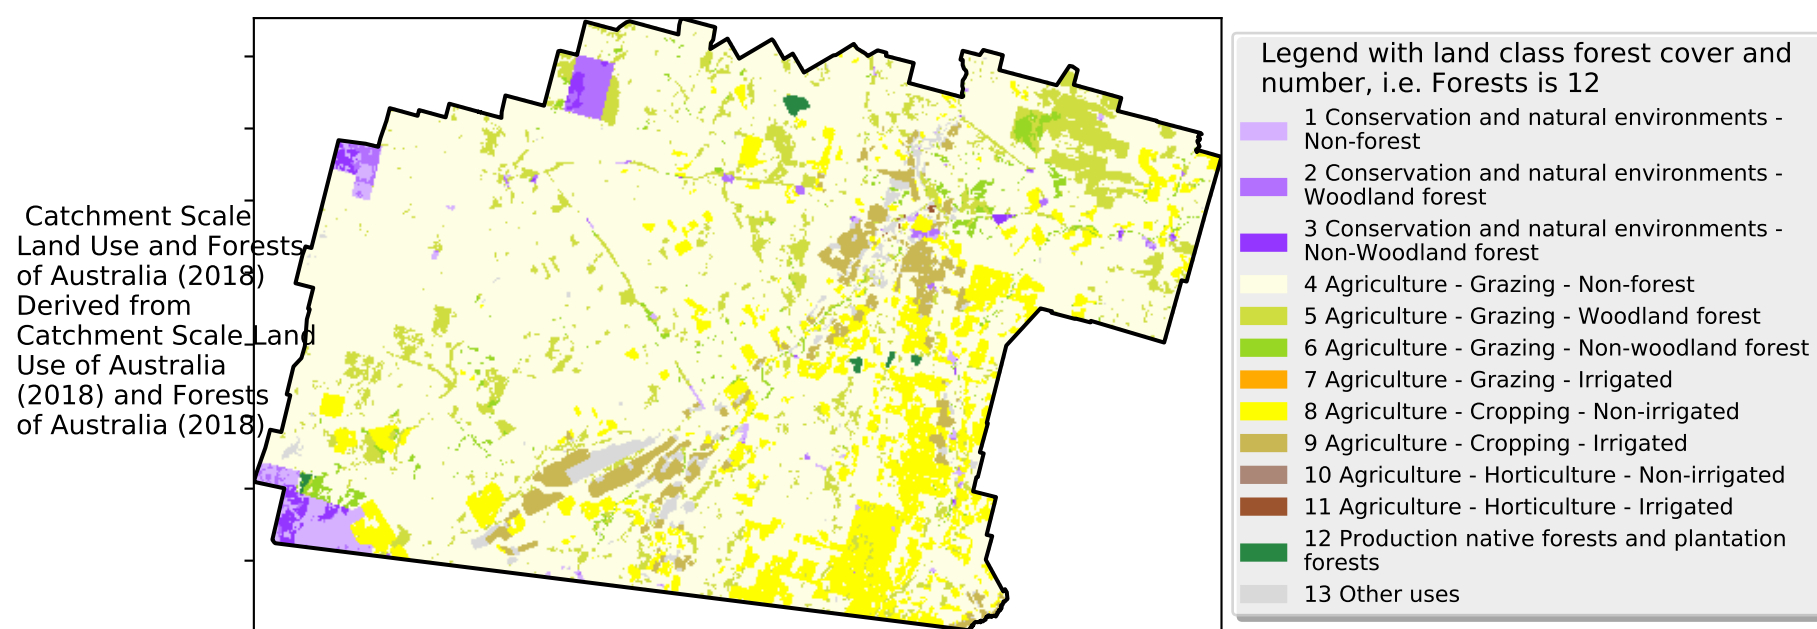 Catchment Scale
Land Use and Forests
of Australia (2018)
Derived from
Catchment Scale Land
Use of Australia
(2018) and Forests
of Australia (2018)
Legend with land class forest cover and
number, i.e. Forests is 12
1 Conservation and natural environments -
Non-forest
2 Conservation and natural environments -
Woodland forest
3 Conservation and natural environments -
Non-Woodland forest
4 Agriculture - Grazing - Non-forest
5 Agriculture - Grazing - Woodland forest
6 Agriculture - Grazing - Non-woodland forest
7 Agriculture - Grazing - Irrigated
8 Agriculture - Cropping - Non-irrigated
9 Agriculture - Cropping - Irrigated
10 Agriculture - Horticulture - Non-irrigated
11 Agriculture - Horticulture - Irrigated
12 Production native forests and plantation
forests
13 Other uses